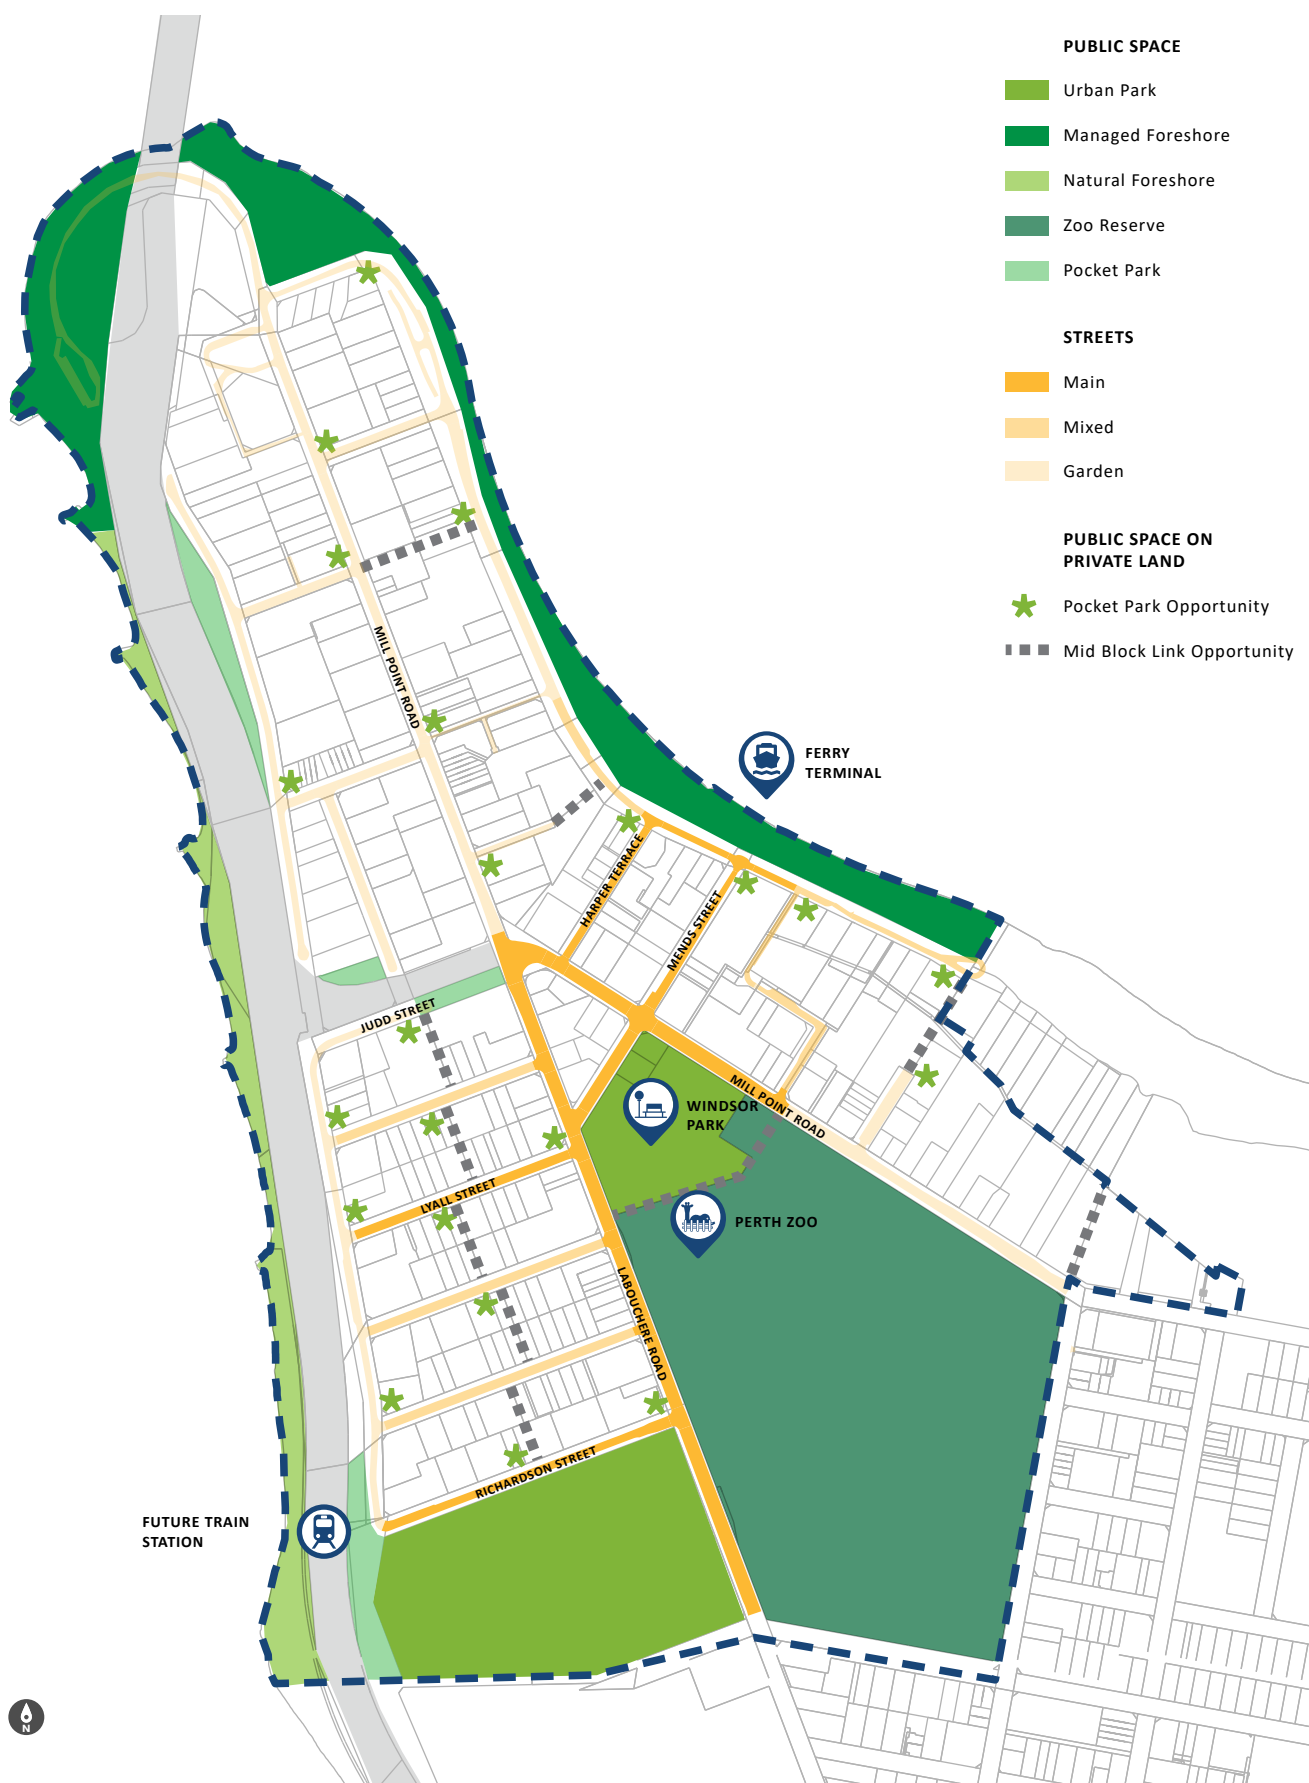 PUBLIC SPACE
Urban Park
Managed Foreshore
Natural Foreshore
Zoo Reserve
Pocket Park
STREETS
Main
Mixed
Garden
PUBLIC SPACE ON
PRIVATE LAND
Pocket Park Opportunity
Mid Block Link Opportunity
MILL POINT ROAD
FERRY
TERMINAL
HARPER TERRACE
MENDS STREET
JUDD STREET
MILL POINT ROAD
WINDSOR
PARK
LYALL STREET
PERTH ZOO
LABOUCHERE ROAD
RICHARDSON STREET
FUTURE TRAIN
STATION
N